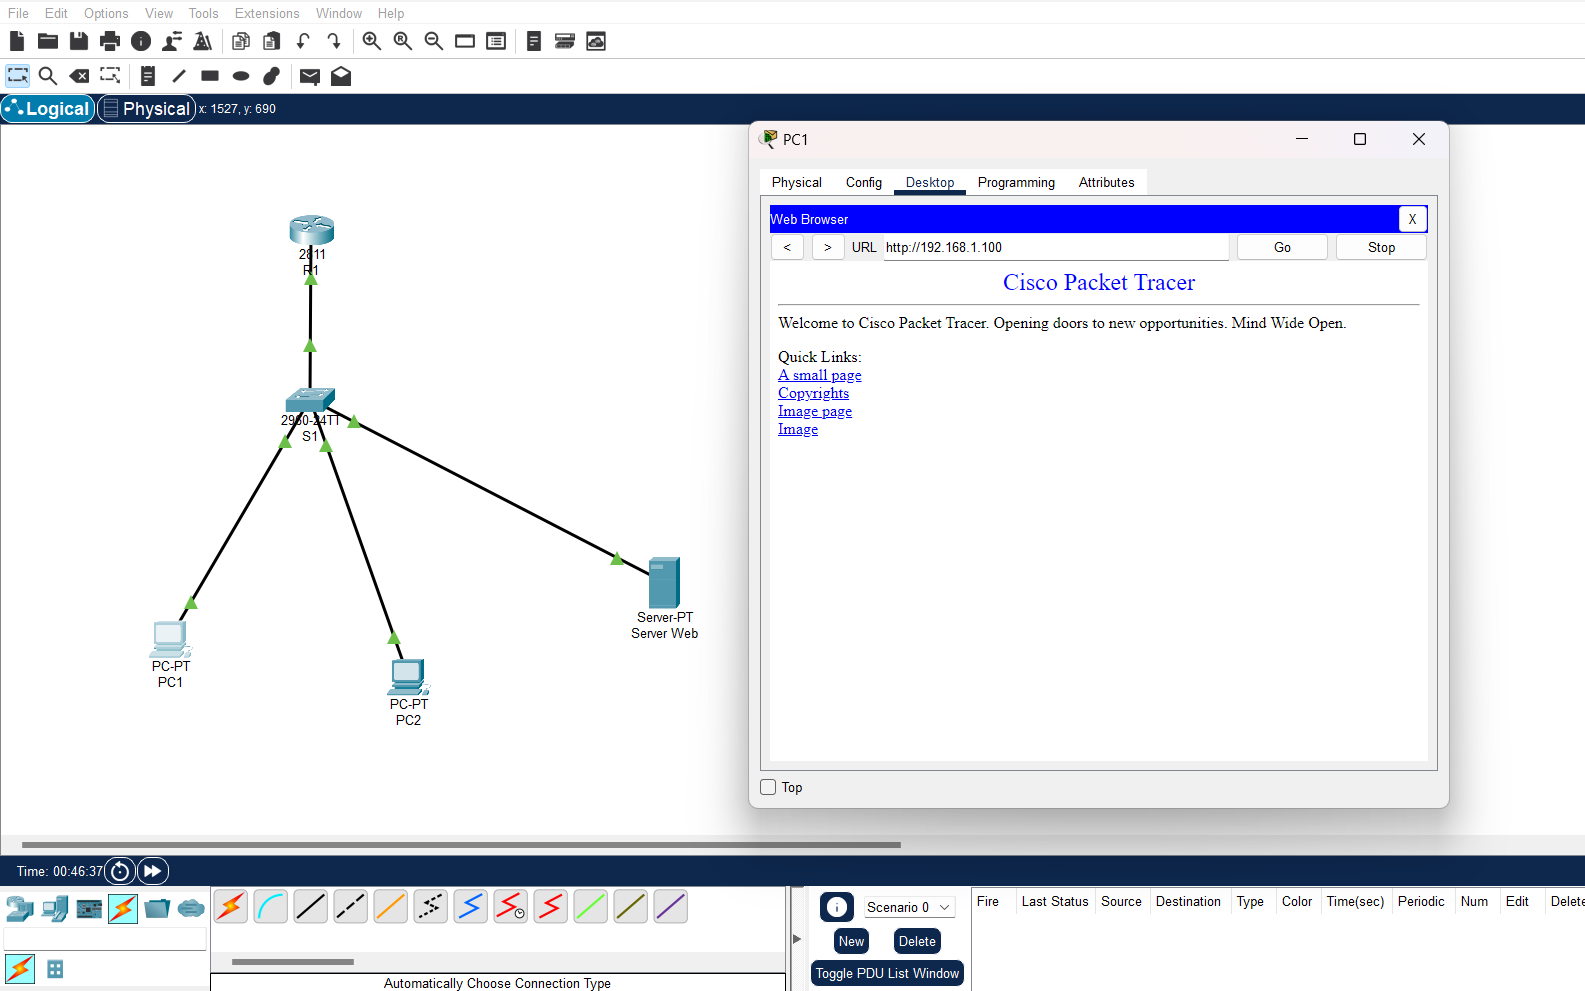 File Edit Options View Tools Extensions Window Help
Logical Physical x: 1527, y: 690
2811
R1
2960-24TT
S1
PC-PT
PC1
PC-PT
PC2
Server-PT
Server Web
PC1
Physical Config Desktop Programming Attributes
Web Browser X
< > URL http://192.168.1.100 Go Stop
Cisco Packet Tracer
Welcome to Cisco Packet Tracer. Opening doors to new opportunities. Mind Wide Open.
Quick Links:
A small page
Copyrights
Image page
Image
Top
Time: 00:46:37
Automatically Choose Connection Type
Scenario 0
New Delete
Toggle PDU List Window
Fire Last Status Source Destination Type Color Time(sec) Periodic Num Edit Delete